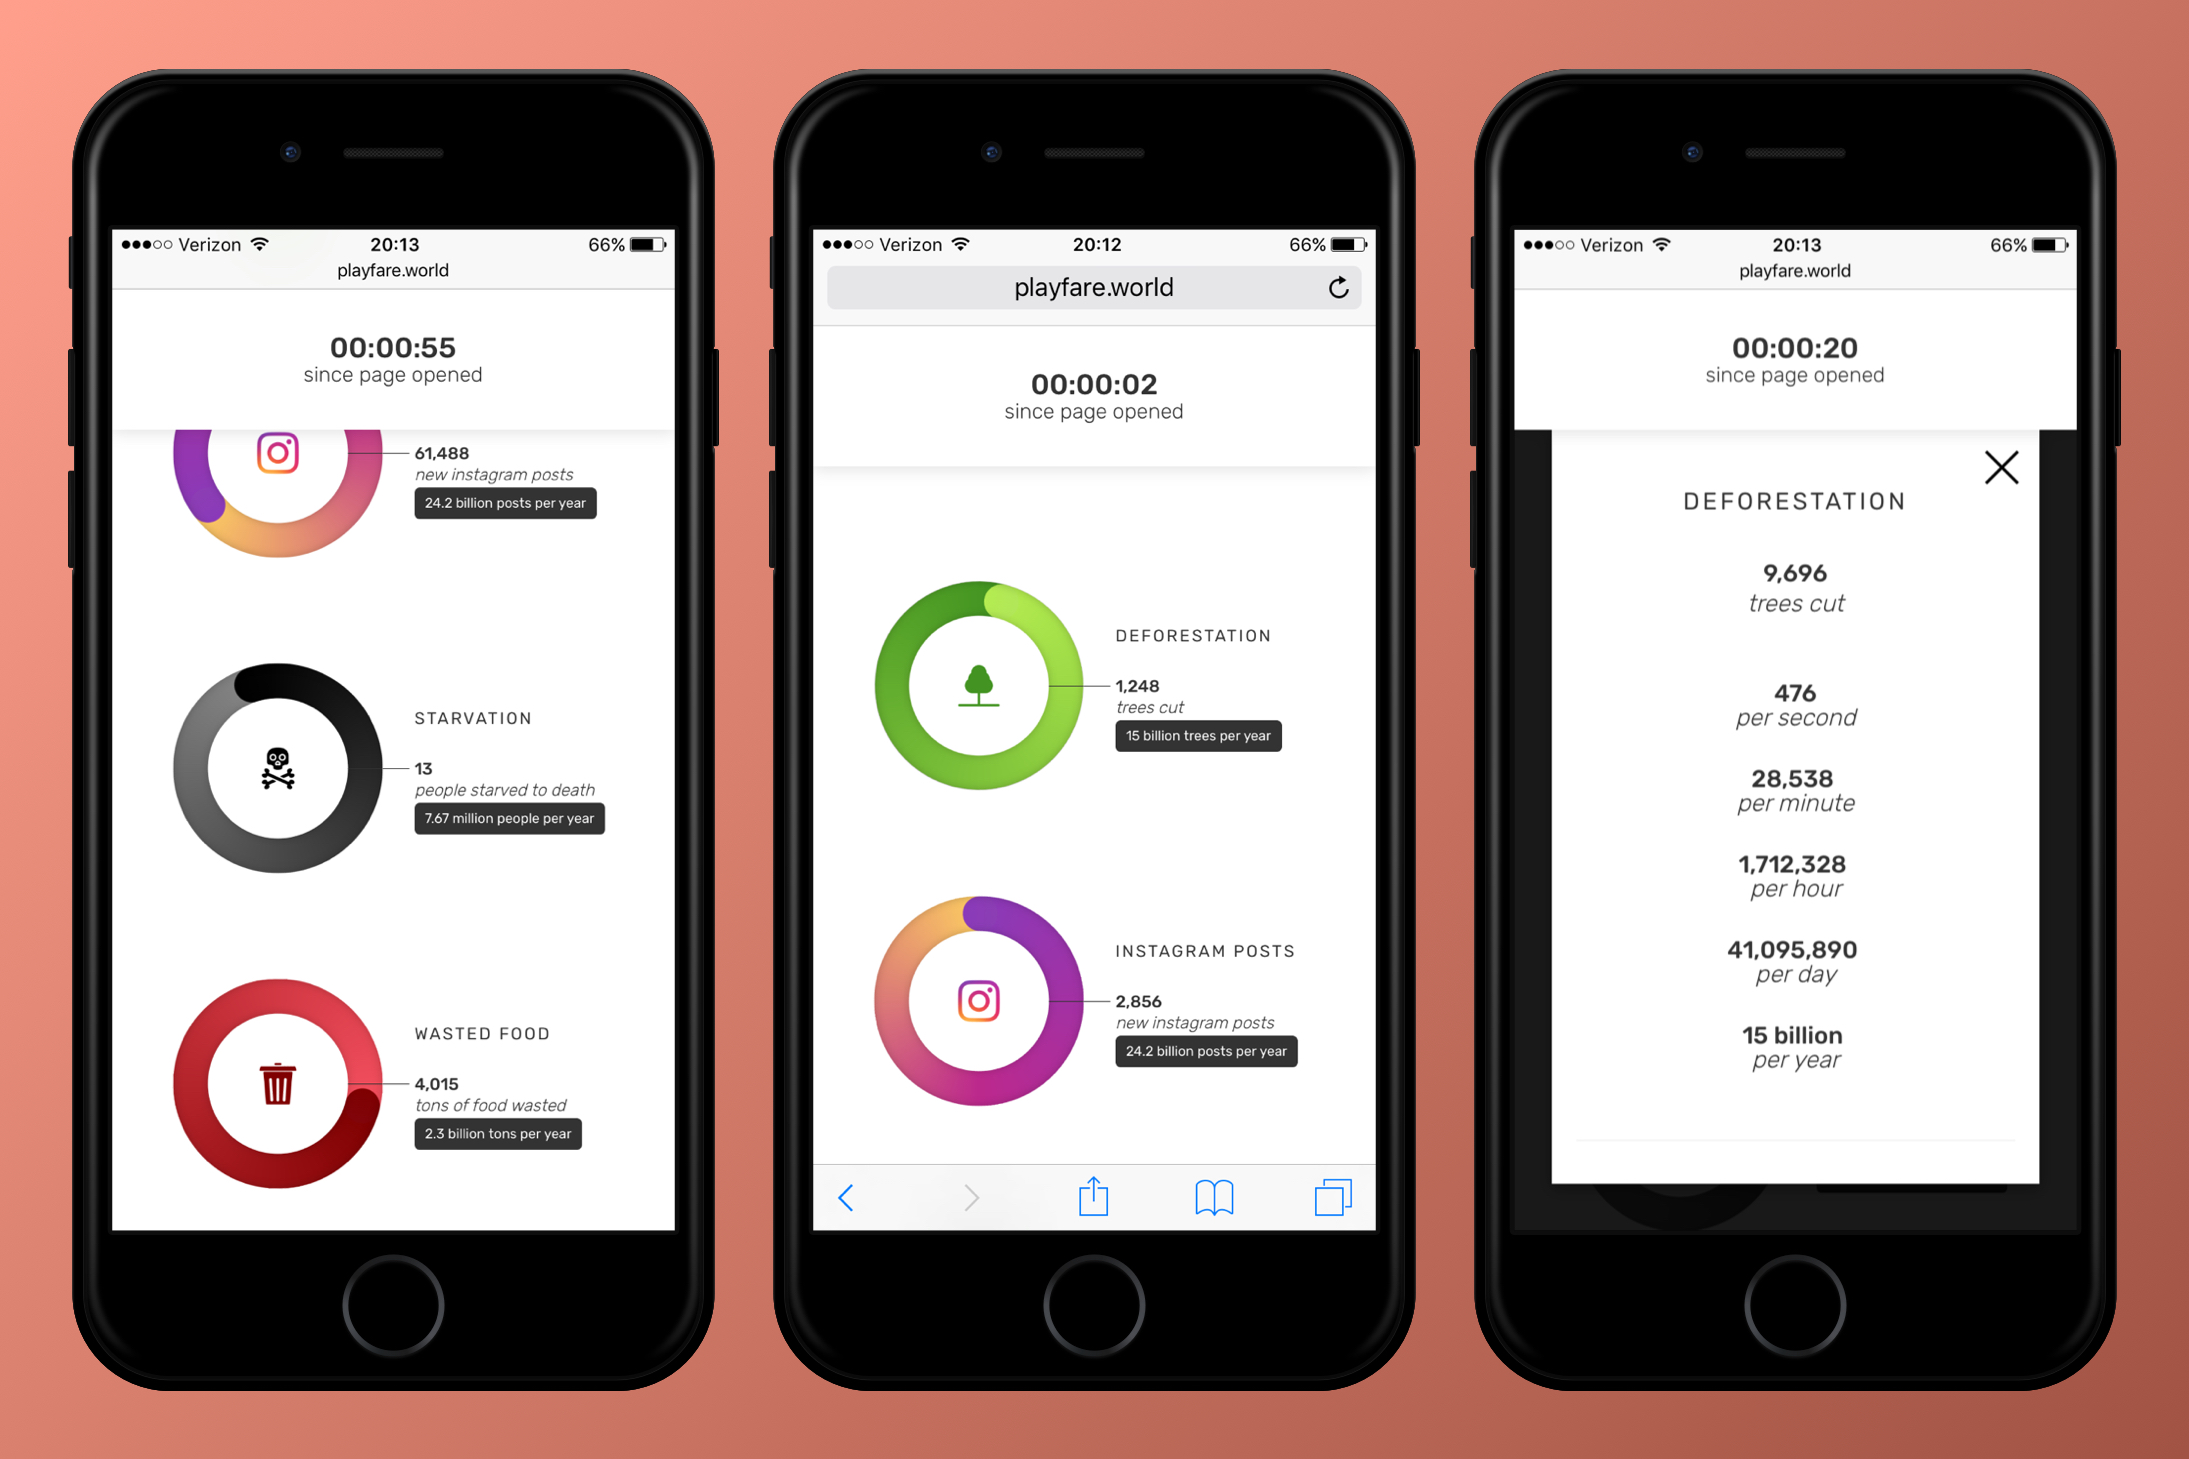 Verizon 20:13 66%
playfare.world
00:00:55
since page opened
61,488
new instagram posts
24.2 billion posts per year
STARVATION
13
people starved to death
7.67 million people per year
WASTED FOOD
4,015
tons of food wasted
2.3 billion tons per year
Verizon 20:12 66%
playfare.world
00:00:02
since page opened
DEFORESTATION
1,248
trees cut
15 billion trees per year
INSTAGRAM POSTS
2,856
new instagram posts
24.2 billion posts per year
Verizon 20:13 66%
playfare.world
00:00:20
since page opened
DEFORESTATION
9,696
trees cut
476
per second
28,538
per minute
1,712,328
per hour
41,095,890
per day
15 billion
per year